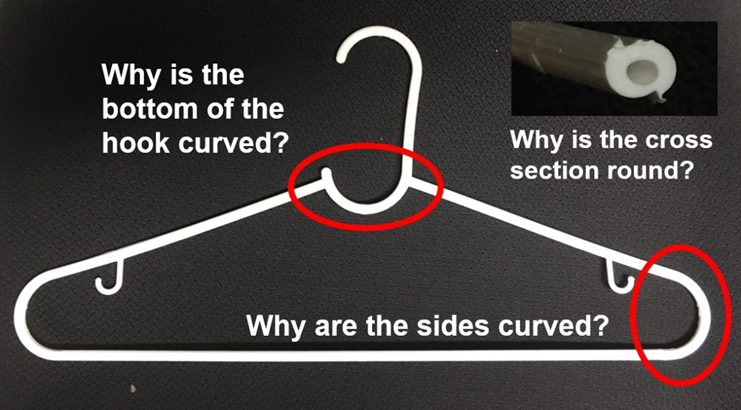 Why is the
bottom of the
hook curved?
Why is the cross
section round?
Why are the sides curved?